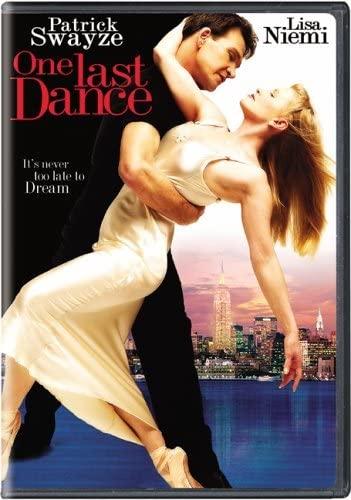 Patrick
Swayze
Lisa
Niemi
One last
Dance
It's never
too late to
Dream